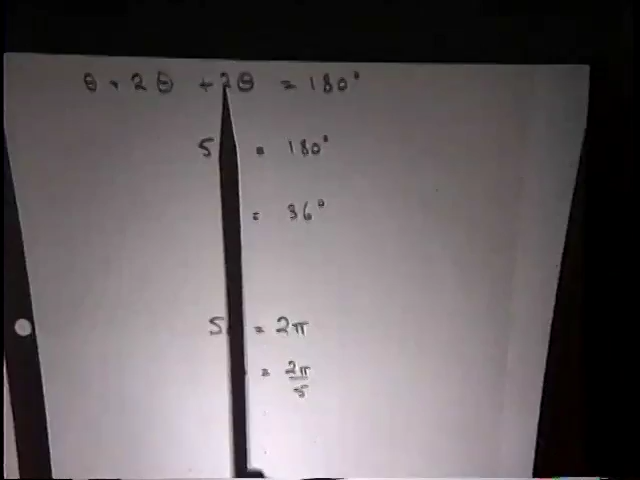 θ + 2θ + 2θ = 180°
5 = 180°
= 36°
5 = 2π
= 2π/5